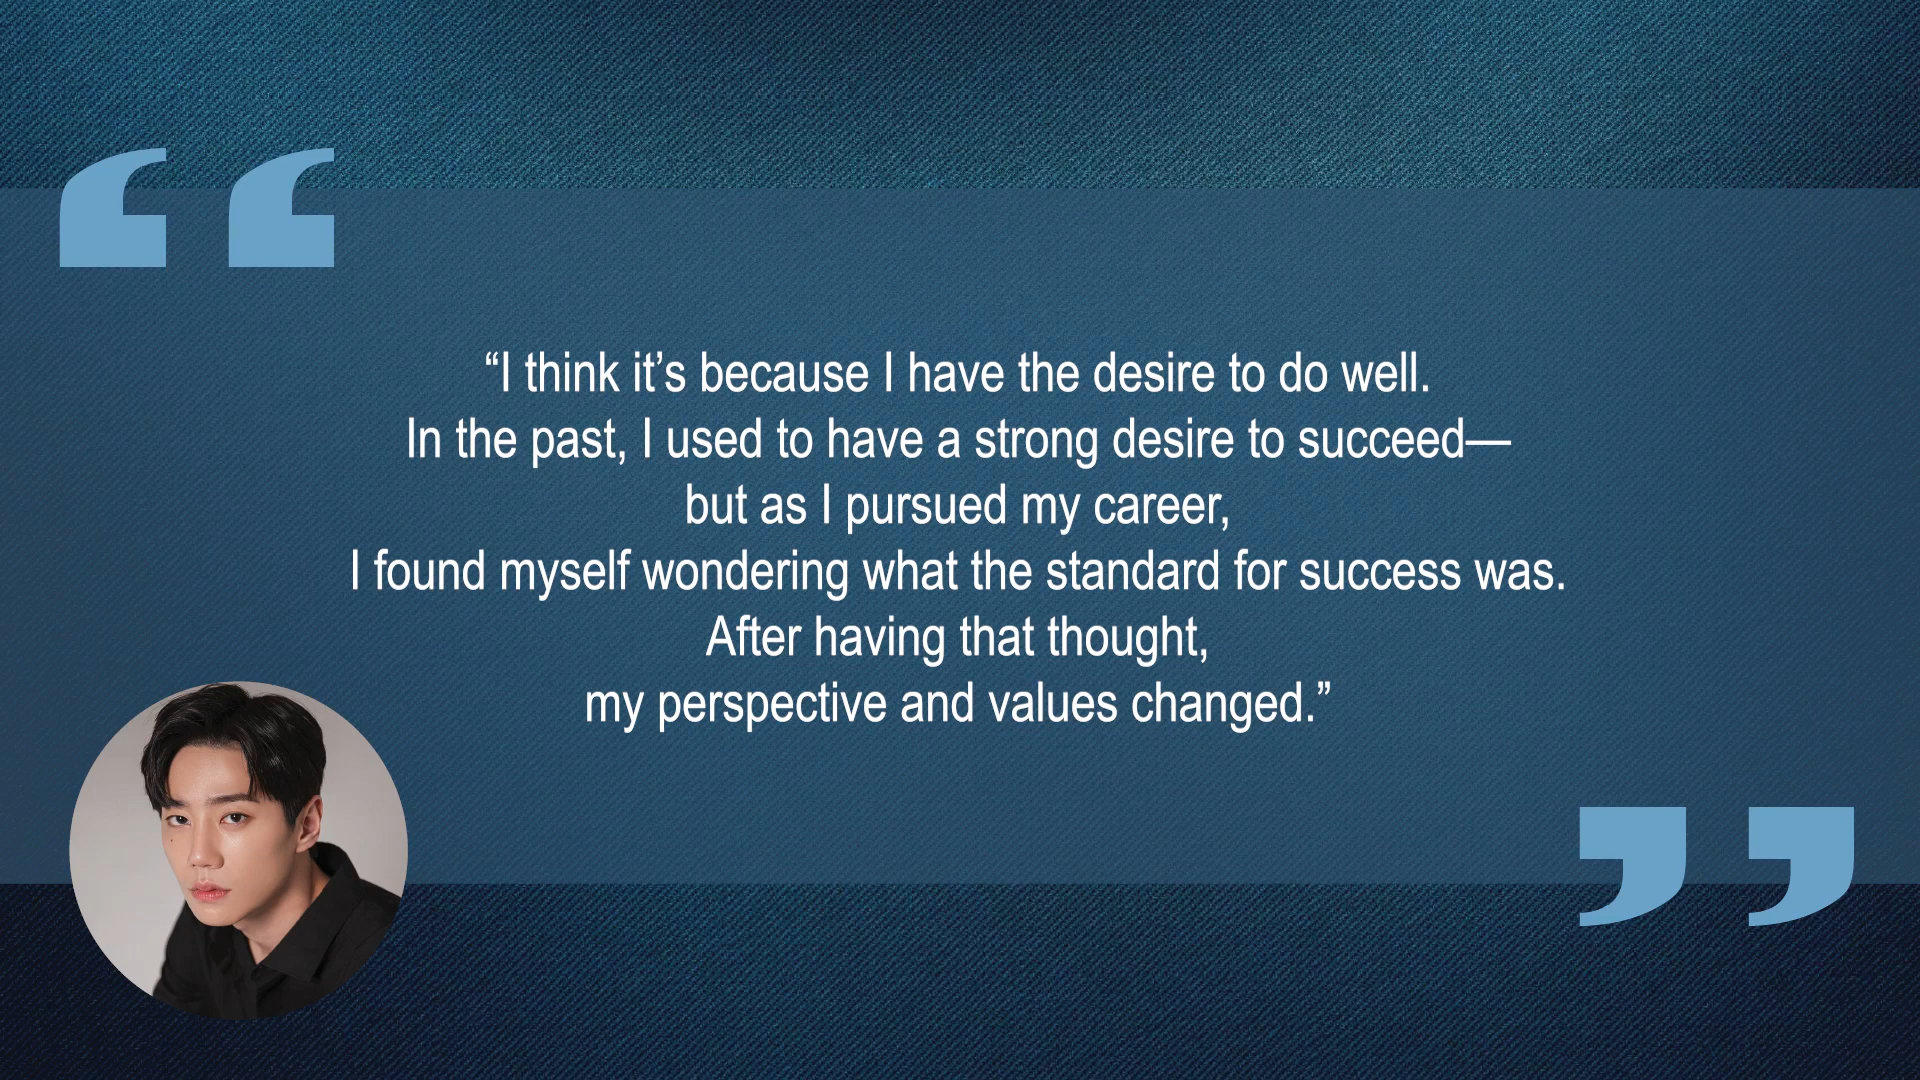 “I think it’s because I have the desire to do well.
In the past, I used to have a strong desire to succeed—
but as I pursued my career,
I found myself wondering what the standard for success was.
After having that thought,
my perspective and values changed.”